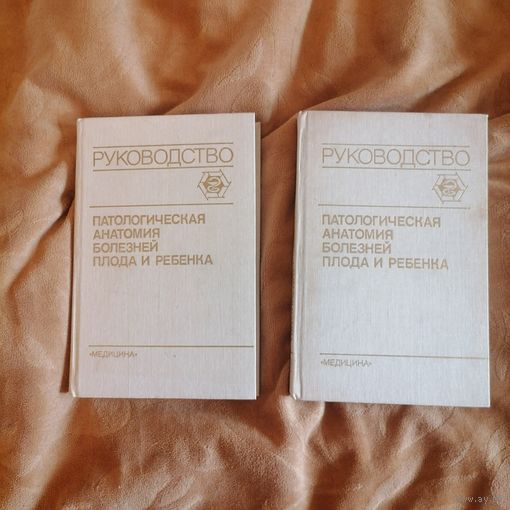 РУКОВОДСТВО
ПАТОЛОГИЧЕСКАЯ
АНАТОМИЯ
БОЛЕЗНЕЙ
ПЛОДА И РЕБЕНКА
«МЕДИЦИНА»
РУКОВОДСТВО
ПАТОЛОГИЧЕСКАЯ
АНАТОМИЯ
БОЛЕЗНЕЙ
ПЛОДА И РЕБЕНКА
«МЕДИЦИНА»